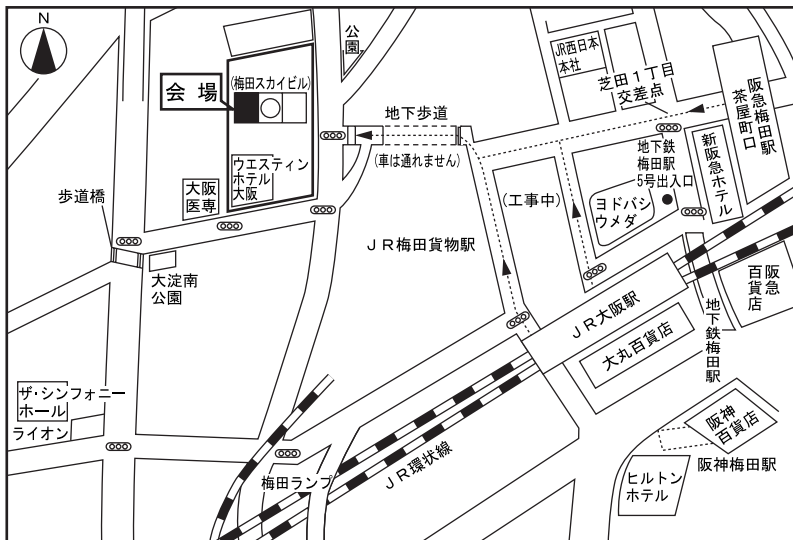 N
公
園
JR西日本
本社
芝田1丁目
交差点
阪急梅田駅
茶屋町口
会場
(梅田スカイビル)
地下歩道
(車は通れません)
地下鉄
梅田駅
5号出入口
新阪急ホテル
ウエスティン
ホテル
大阪
大阪
医専
歩道橋
(工事中)
ヨドバシ
ウメダ
JR梅田貨物駅
大淀南
公園
JR大阪駅
阪急
百貨店
大丸百貨店
地下鉄梅田駅
ザ・シンフォニー
ホール
ライオン
阪神
百貨店
阪神梅田駅
JR環状線
梅田ランプ
ヒルトン
ホテル